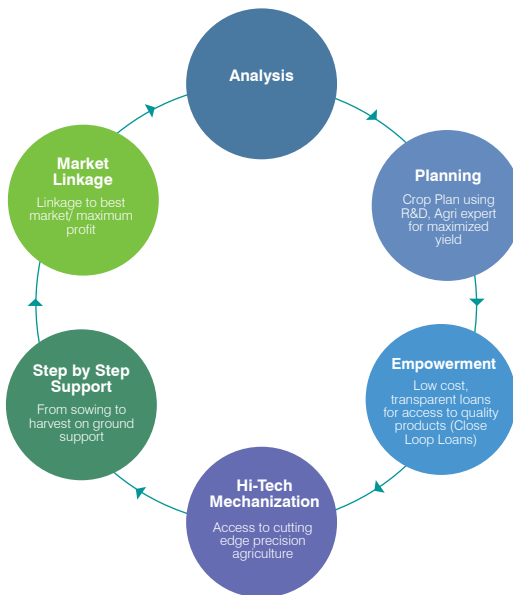 Analysis
Planning
Crop Plan using
R&D, Agri expert
for maximized
yield
Empowerment
Low cost,
transparent loans
for access to quality
products (Close
Loop Loans)
Hi-Tech
Mechanization
Access to cutting
edge precision
agriculture
Step by Step
Support
From sowing to
harvest on ground
support
Market
Linkage
Linkage to best
market/ maximum
profit